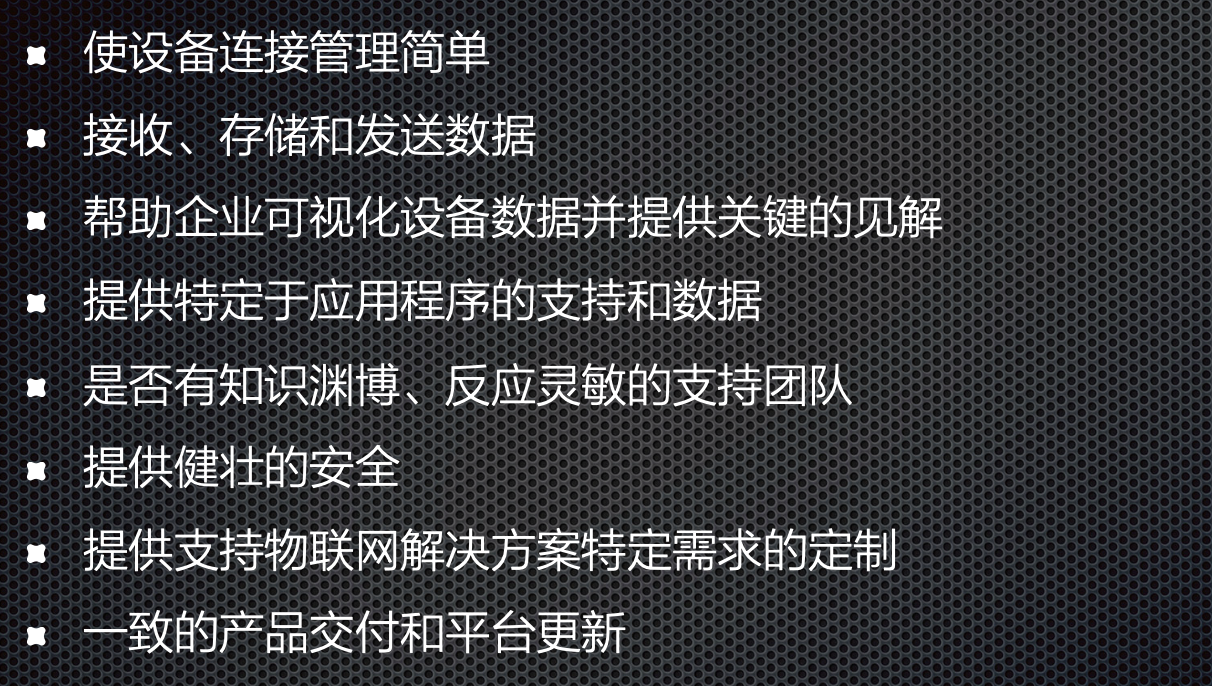 使设备连接管理简单
接收、存储和发送数据
帮助企业可视化设备数据并提供关键的见解
提供特定于应用程序的支持和数据
是否有知识渊博、反应灵敏的支持团队
提供健壮的安全
提供支持物联网解决方案特定需求的定制
一致的产品交付和平台更新